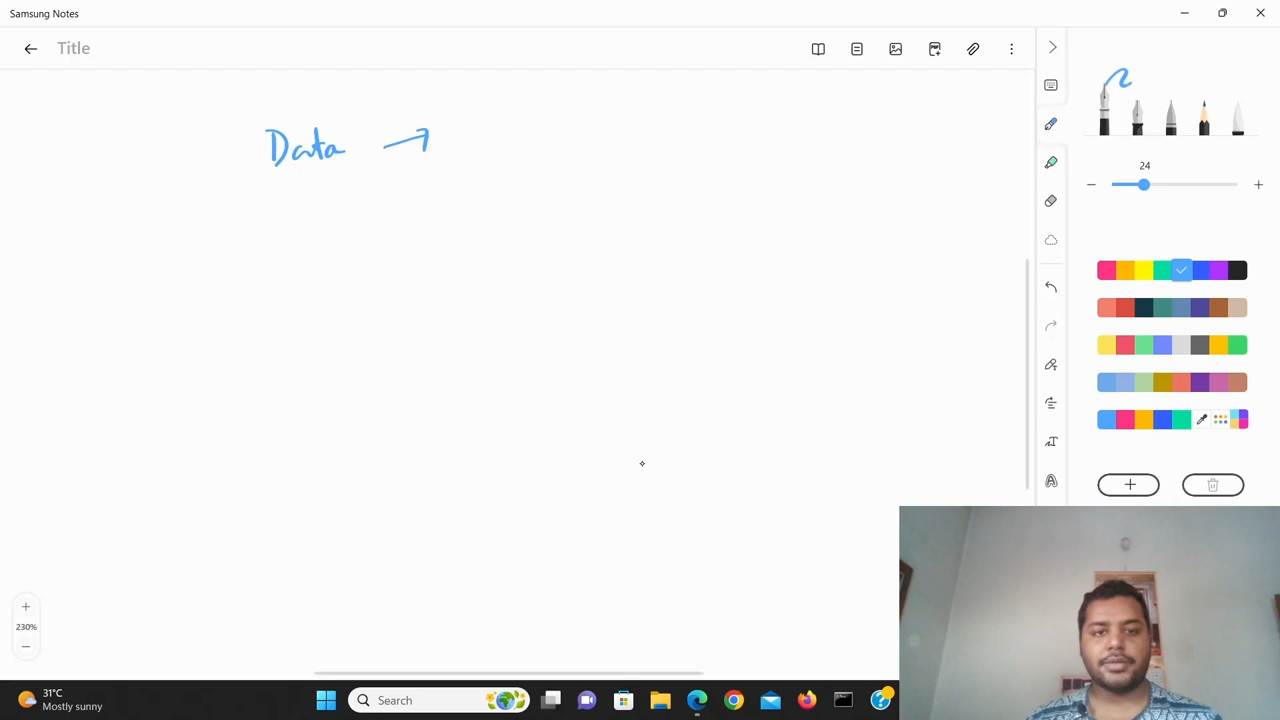 Samsung Notes
Title
Data →
24
230%
31°C
Mostly sunny
Search